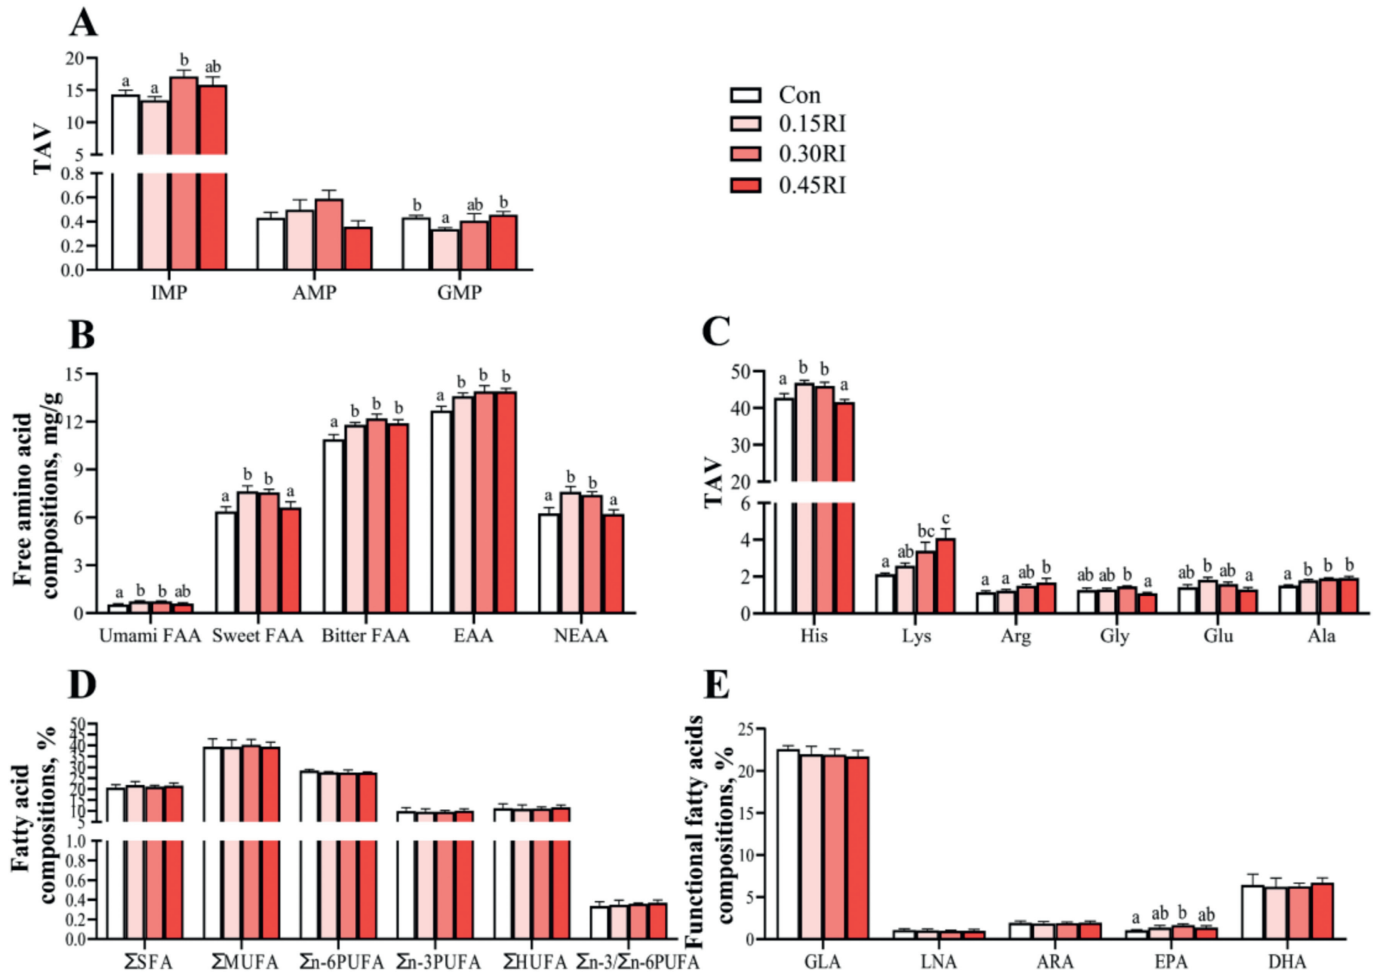 A
TAV
20
15
10
5
0.8
0.6
0.4
0.2
0.0
a a b ab
b a ab b
IMP AMP GMP
Con
0.15RI
0.30RI
0.45RI
B
Free amino acid
compositions, mg/g
15
12
9
6
3
0
a b b ab
a b b a
a b b b
a b b b
a b b a
Umami FAA Sweet FAA Bitter FAA EAA NEAA
C
TAV
50
40
30
20
6
4
2
0
a b b a
a ab bc c
a a ab b
ab ab b a
ab b ab a
a b b b
His Lys Arg Gly Glu Ala
D
Fatty acid
compositions, %
50
45
40
35
30
25
20
15
10
5
1.0
0.8
0.6
0.4
0.2
0.0
ΣSFA ΣMUFA Σn-6PUFA Σn-3PUFA ΣHUFA Σn-3/Σn-6PUFA
E
Functional fatty acids
compositions, %
25
20
15
10
5
0
a ab b ab
GLA LNA ARA EPA DHA